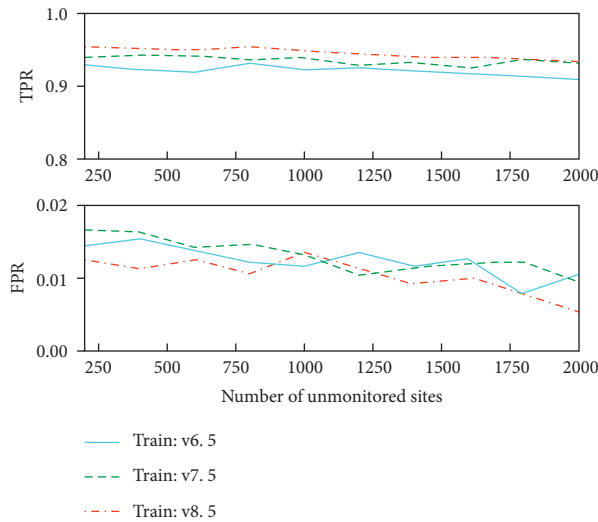 1.0
0.9
0.8
TPR
250 500 750 1000 1250 1500 1750 2000
0.02
0.01
0.00
FPR
250 500 750 1000 1250 1500 1750 2000
Number of unmonitored sites
Train: v6. 5
Train: v7. 5
Train: v8. 5